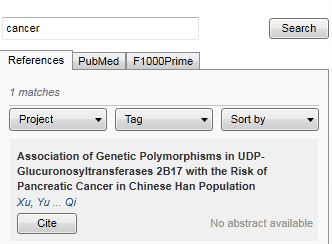 cancer Search
References PubMed F1000Prime
1 matches
Project Tag Sort by
Association of Genetic Polymorphisms in UDP-
Glucuronosyltransferases 2B17 with the Risk of
Pancreatic Cancer in Chinese Han Population
Xu, Yu ... Qi
Cite No abstract available